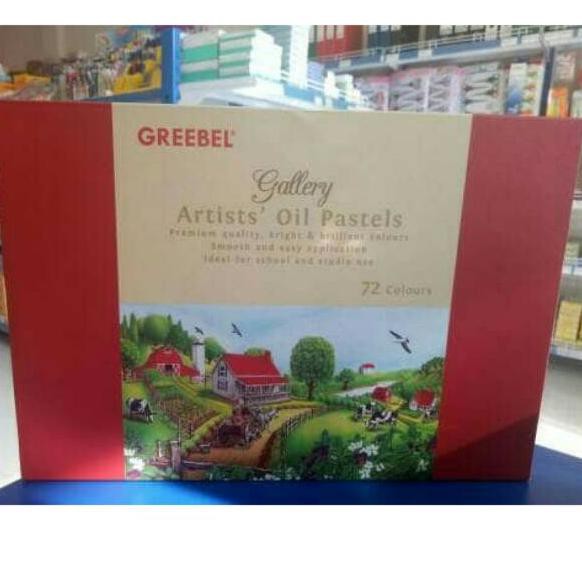 GREEBEL®
Gallery
Artists' Oil Pastels
Premium quality, bright & brilliant colours
Smooth and easy application
Ideal for school and studio use
72 Colours